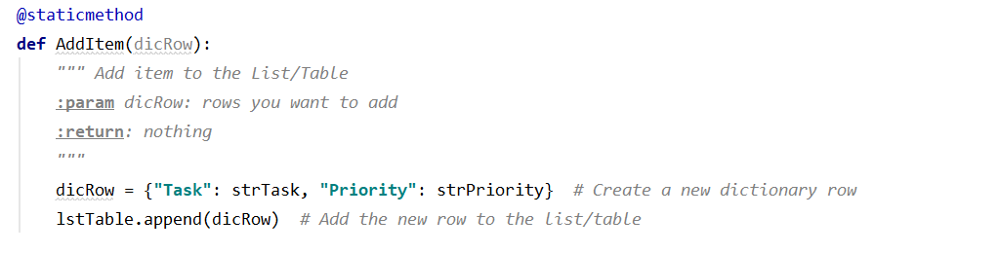 @staticmethod
def AddItem(dicRow):
    """ Add item to the List/Table
    :param dicRow: rows you want to add
    :return: nothing
    """
    dicRow = {"Task": strTask, "Priority": strPriority}  # Create a new dictionary row
    lstTable.append(dicRow)  # Add the new row to the list/table